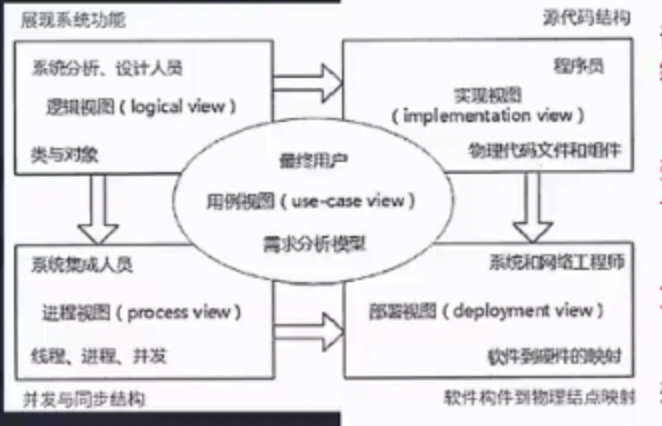 展现系统功能
源代码结构
系统分析、设计人员
逻辑视图（logical view）
类与对象
程序员
实现视图
（implementation view）
物理代码文件和组件
最终用户
用例视图（use-case view）
需求分析模型
系统集成人员
进程视图（process view）
线程、进程、并发
系统和网络工程师
部署视图（deployment view）
软件到硬件的映射
并发与同步结构
软件构件到物理结点映射